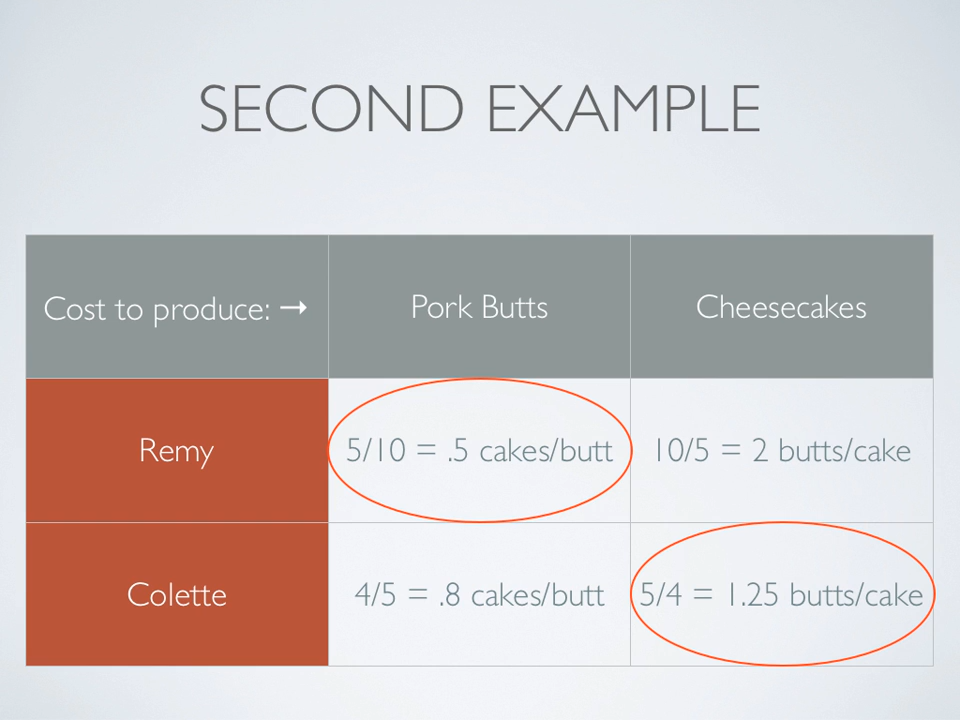 SECOND EXAMPLE
Cost to produce: → Pork Butts Cheesecakes
Remy 5/10 = .5 cakes/butt 10/5 = 2 butts/cake
Colette 4/5 = .8 cakes/butt 5/4 = 1.25 butts/cake